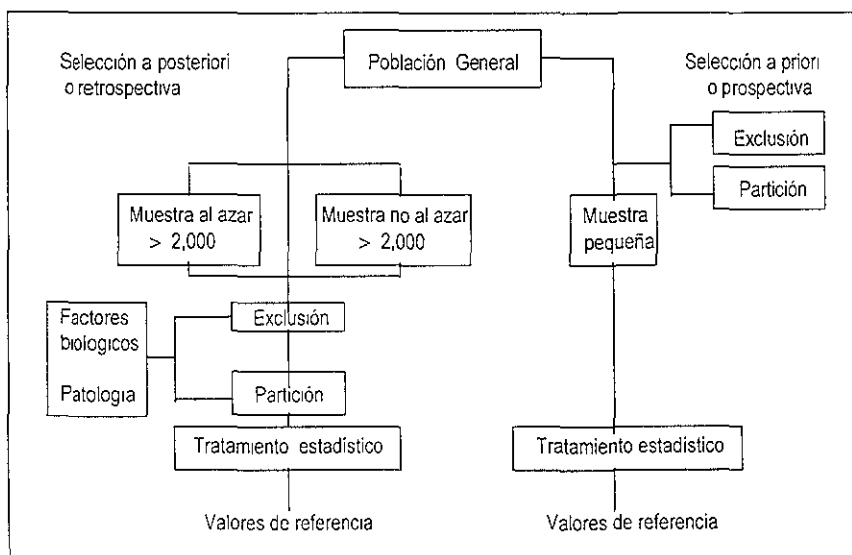 Selección a posteriori
o retrospectiva
Población General
Selección a priori
o prospectiva
Exclusión
Partición
Muestra al azar
> 2,000
Muestra no al azar
> 2,000
Muestra
pequeña
Factores
biologicos
Patologia
Exclusión
Partición
Tratamiento estadístico
Tratamiento estadístico
Valores de referencia
Valores de referencia